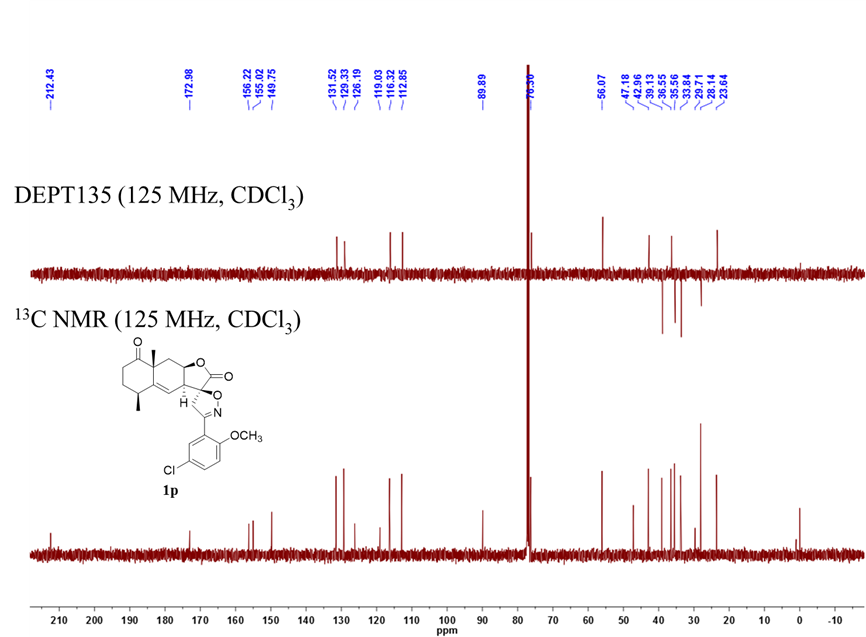 212.43
172.98
156.22
155.02
149.75
131.52
129.33
126.19
119.03
116.32
112.85
89.89
76.30
56.07
47.18
42.96
39.13
36.55
35.56
33.84
29.71
28.14
23.64
DEPT135 (125 MHz, CDCl₃)
¹³C NMR (125 MHz, CDCl₃)
O
O
O
H
O
N
OCH₃
Cl
1p
210 200 190 180 170 160 150 140 130 120 110 100 90 80 70 60 50 40 30 20 10 0 -10
ppm